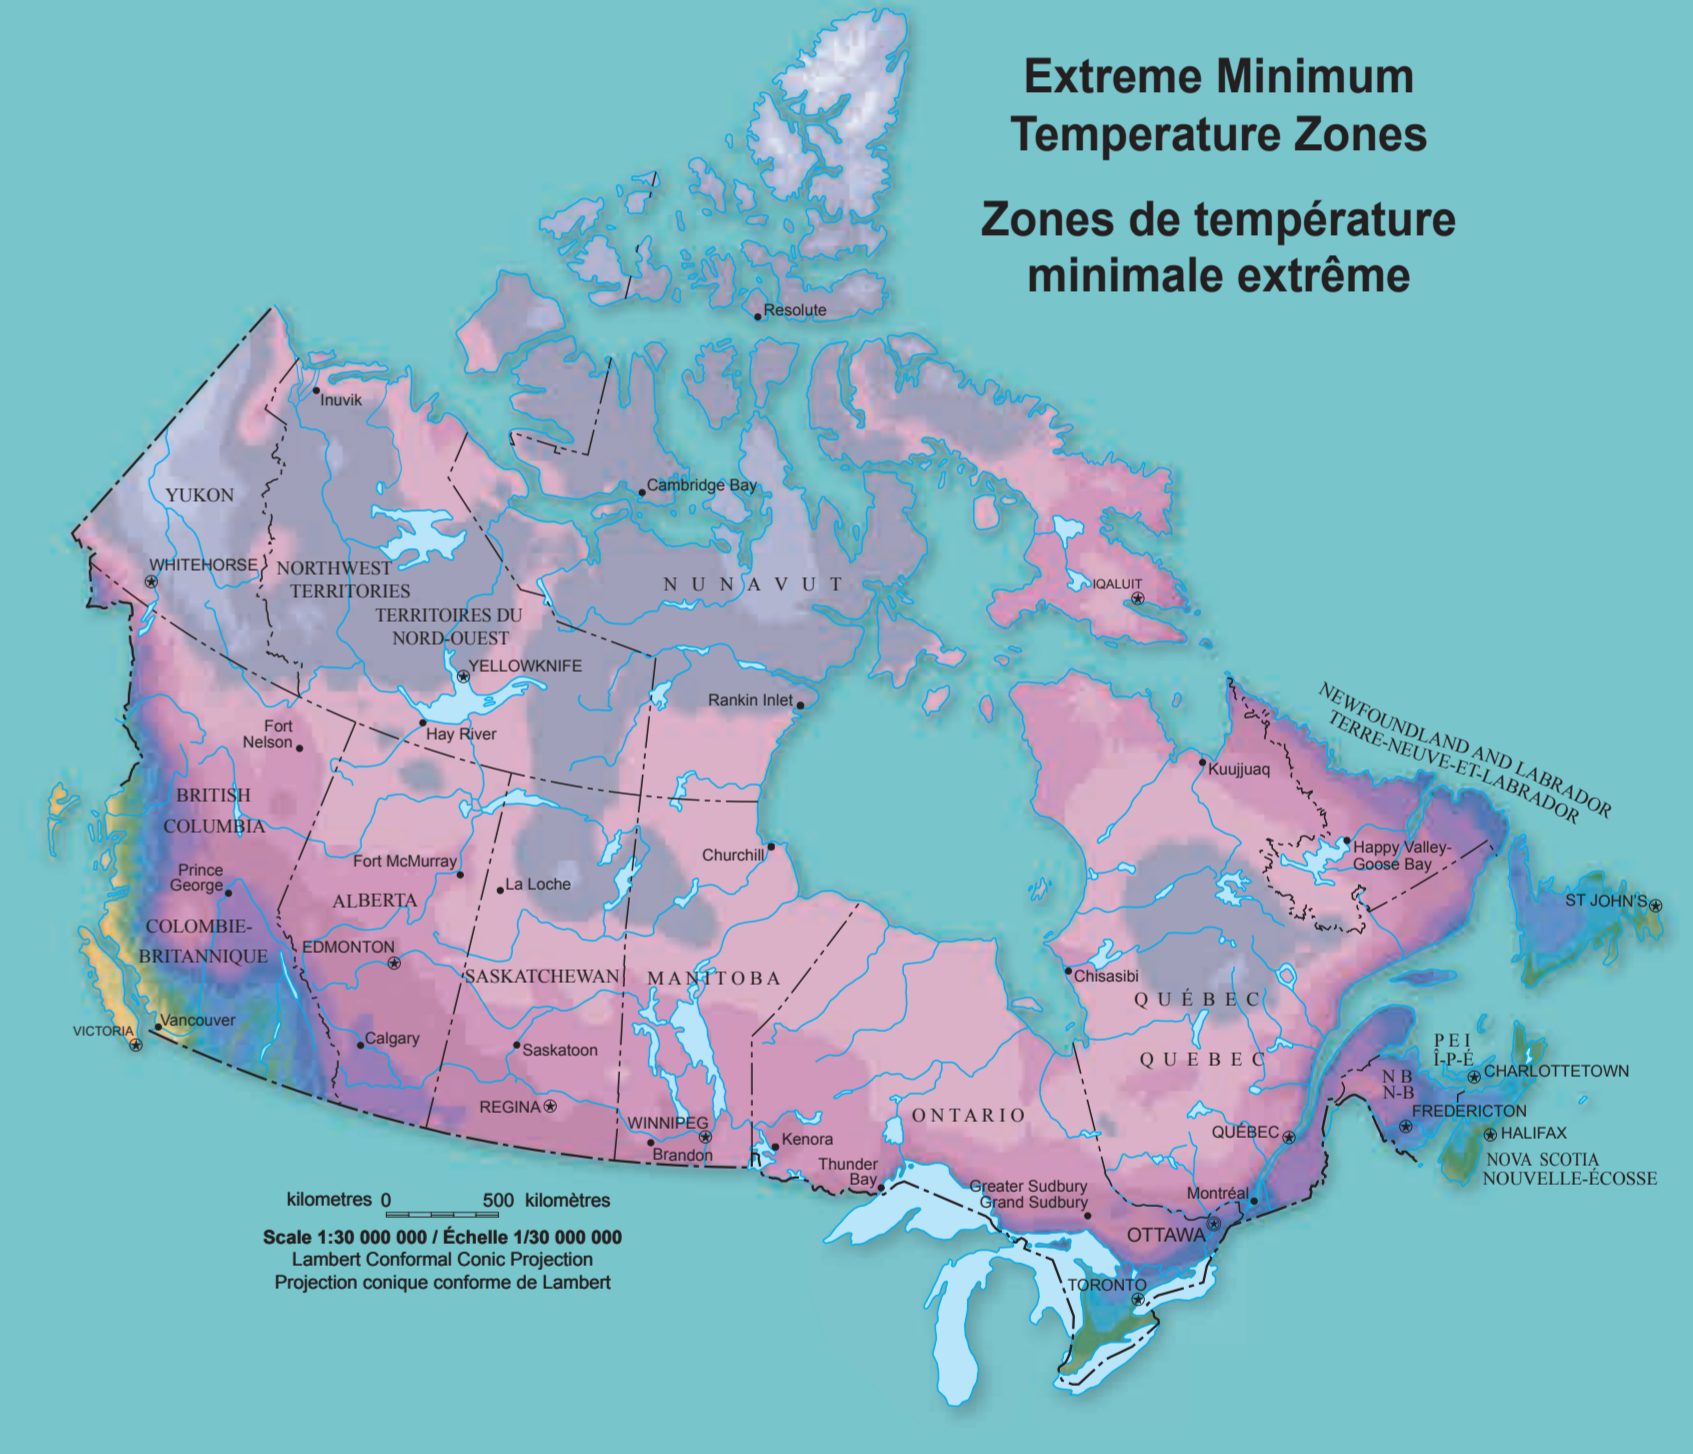 Extreme Minimum
Temperature Zones
Zones de température
minimale extrême
Resolute
Inuvik
Cambridge Bay
YUKON
WHITEHORSE
NORTHWEST
TERRITORIES
TERRITOIRES DU
NORD-OUEST
NUNAVUT
IQALUIT
YELLOWKNIFE
Rankin Inlet
Hay River
Fort
Nelson
NEWFOUNDLAND AND LABRADOR
TERRE-NEUVE-ET-LABRADOR
Kuujjuaq
BRITISH
COLUMBIA
Prince
George
COLOMBIE-
BRITANNIQUE
Fort McMurray
ALBERTA
EDMONTON
La Loche
Churchill
Happy Valley-
Goose Bay
ST JOHN'S
SASKATCHEWAN
MANITOBA
Chisasibi
QUÉBEC
QUEBEC
VICTORIA
Vancouver
Calgary
Saskatoon
REGINA
WINNIPEG
Brandon
Kenora
ONTARIO
Thunder
Bay
Greater Sudbury
Grand Sudbury
QUÉBEC
Montréal
OTTAWA
TORONTO
PEI
Î-P-É
CHARLOTTETOWN
N B
N-B
FREDERICTON
HALIFAX
NOVA SCOTIA
NOUVELLE-ÉCOSSE
kilometres 0 500 kilomètres
Scale 1:30 000 000 / Échelle 1/30 000 000
Lambert Conformal Conic Projection
Projection conique conforme de Lambert